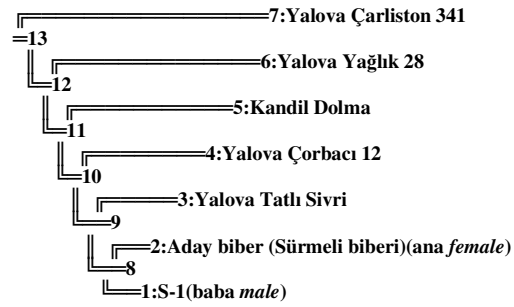 7:Yalova Çarliston 341
13
6:Yalova Yağlık 28
12
5:Kandil Dolma
11
4:Yalova Çorbacı 12
10
3:Yalova Tatlı Sivri
9
2:Aday biber (Sürmeli biberi)(ana female)
8
1:S-1(baba male)